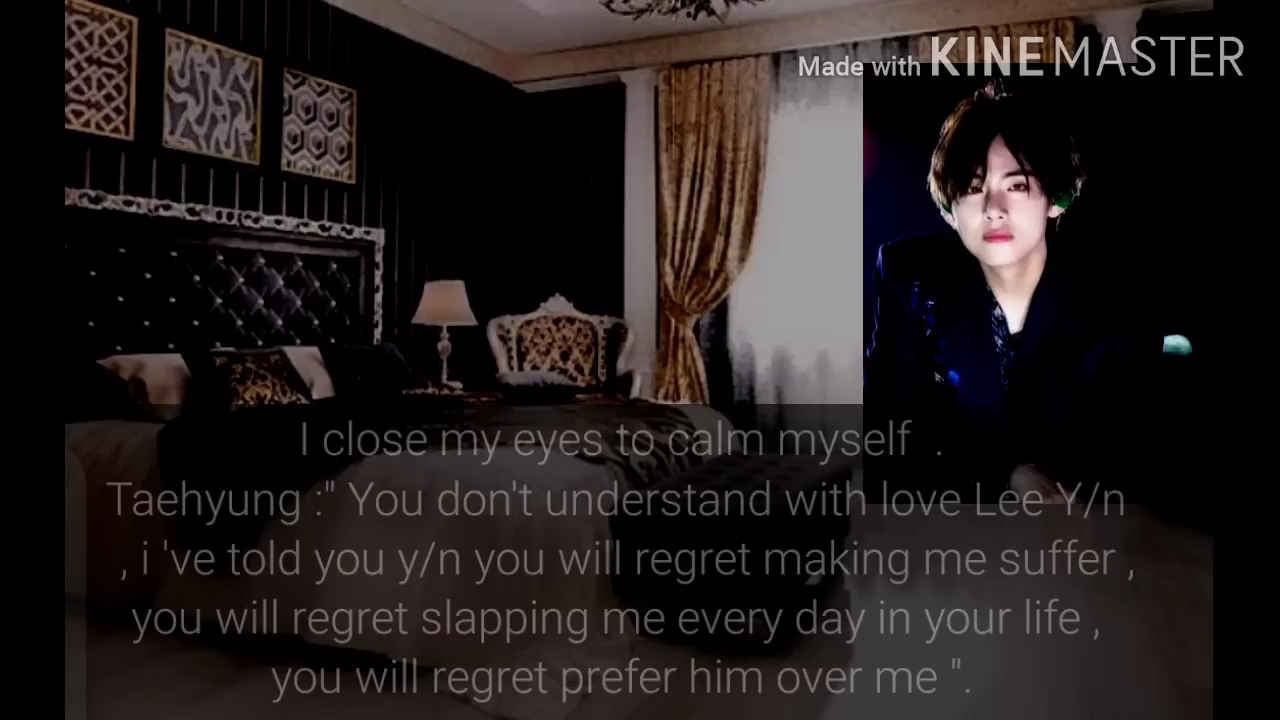 Made with KINEMASTER
I close my eyes to calm myself .
Taehyung :" You don't understand with love Lee Y/n
, i 've told you y/n you will regret making me suffer ,
you will regret slapping me every day in your life ,
you will regret prefer him over me ".